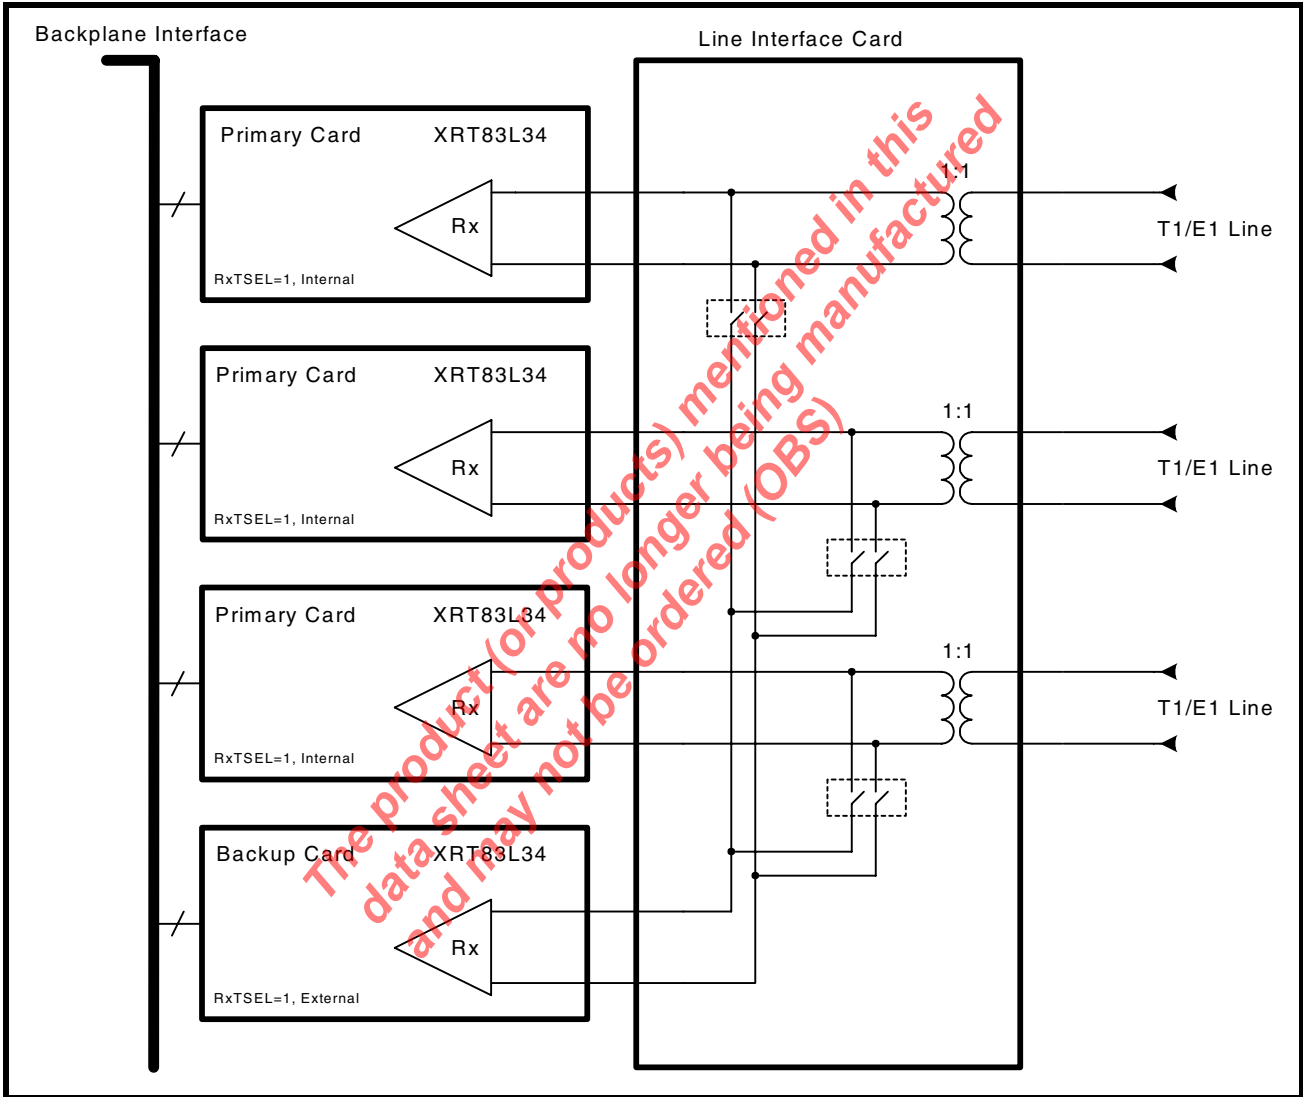 Backplane Interface
Line Interface Card
Primary Card XRT83L34
Rx
RxTSEL=1, Internal
1:1
T1/E1 Line
Primary Card XRT83L34
Rx
RxTSEL=1, Internal
1:1
T1/E1 Line
Primary Card XRT83L34
Rx
RxTSEL=1, Internal
1:1
T1/E1 Line
Backup Card XRT83L34
Rx
RxTSEL=1, External
The product (or products) mentioned in this
data sheet are no longer being manufactured
and may not be ordered (OBS)